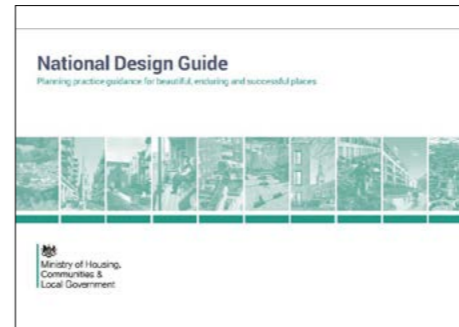 National Design Guide
Planning practice guidance for beautiful, enduring and successful places
Ministry of Housing,
Communities &
Local Government